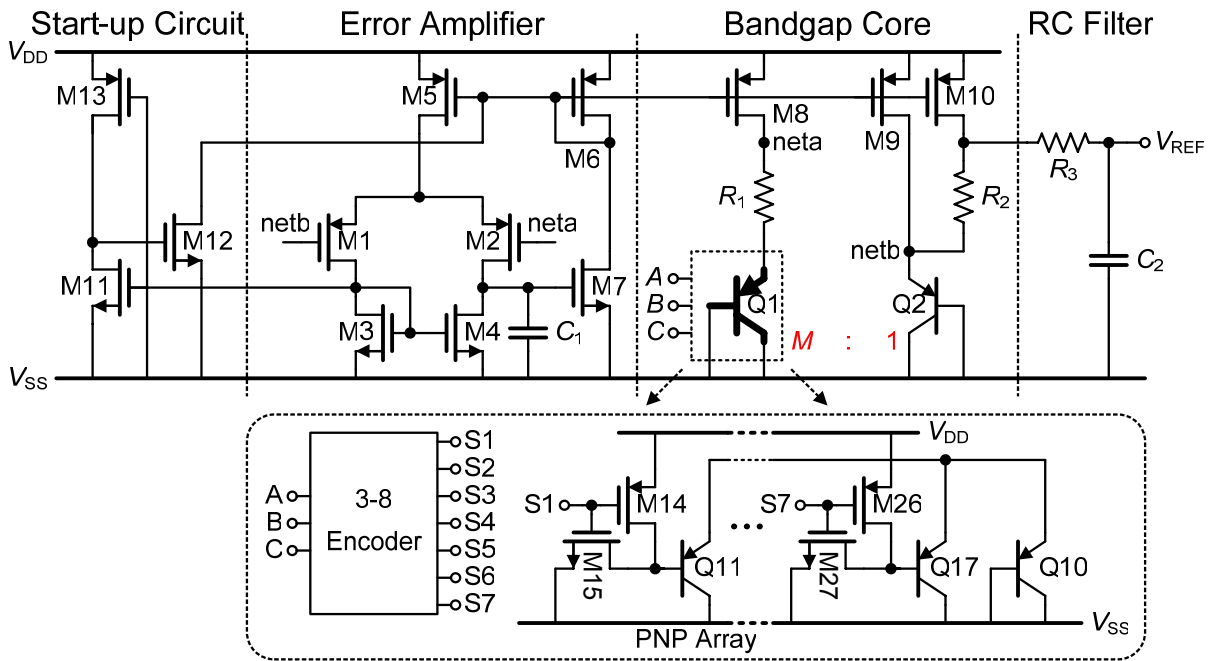 Start-up Circuit
Error Amplifier
Bandgap Core
RC Filter
VDD
M13
M5
M6
M8
M9
M10
neta
VREF
R3
R1
R2
netb
M1
M2
neta
netb
M12
M11
M7
A
B
C
Q1
Q2
C2
M3
M4
C1
M : 1
VSS
A
B
C
3-8
Encoder
S1
S2
S3
S4
S5
S6
S7
VDD
S1
M14
M15
Q11
...
S7
M26
M27
Q17
Q10
VSS
PNP Array